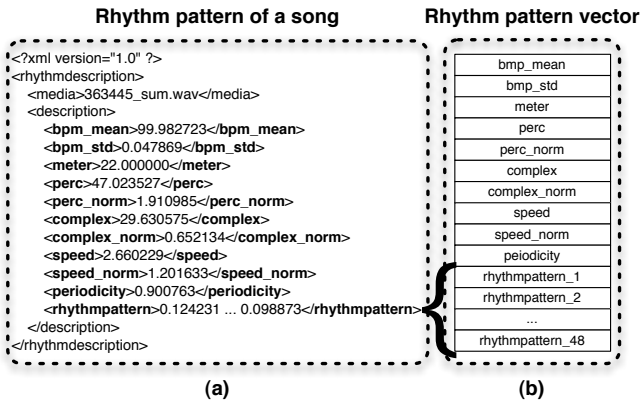 Rhythm pattern of a song
<?xml version="1.0" ?>
<rhythmdescription>
<media>363445_sum.wav</media>
<description>
<bpm_mean>99.982723</bpm_mean>
<bpm_std>0.047869</bpm_std>
<meter>22.000000</meter>
<perc>47.023527</perc>
<perc_norm>1.910985</perc_norm>
<complex>29.630575</complex>
<complex_norm>0.652134</complex_norm>
<speed>2.660229</speed>
<speed_norm>1.201633</speed_norm>
<periodicity>0.900763</periodicity>
<rhythmpattern>0.124231 ... 0.098873</rhythmpattern>
</description>
</rhythmdescription>
(a)
Rhythm pattern vector
bmp_mean
bmp_std
meter
perc
perc_norm
complex
complex_norm
speed
speed_norm
peiodicity
rhythmpattern_1
rhythmpattern_2
...
rhythmpattern_48
(b)